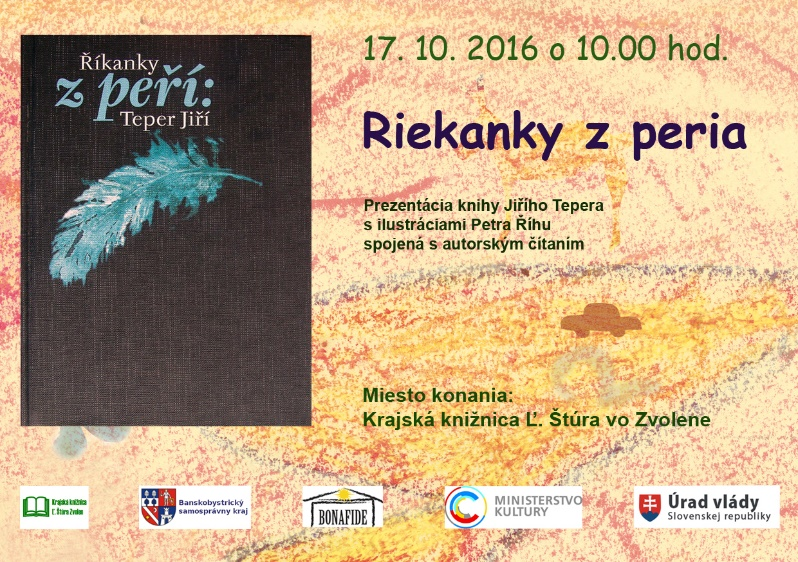 Říkanky
z peří:
Teper Jiří
17. 10. 2016 o 10.00 hod.
Riekanky z peria
Prezentácia knihy Jiřího Tepera
s ilustráciami Petra Říhu
spojená s autorským čítaním
Miesto konania:
Krajská knižnica Ľ. Štúra vo Zvolene
Krajská knižnica
Ľ. Štúra Zvolen
Banskobystrický
samosprávny kraj
BONAFIDE
MINISTERSTVO
KULTURY
Úrad vlády
Slovenskej republiky